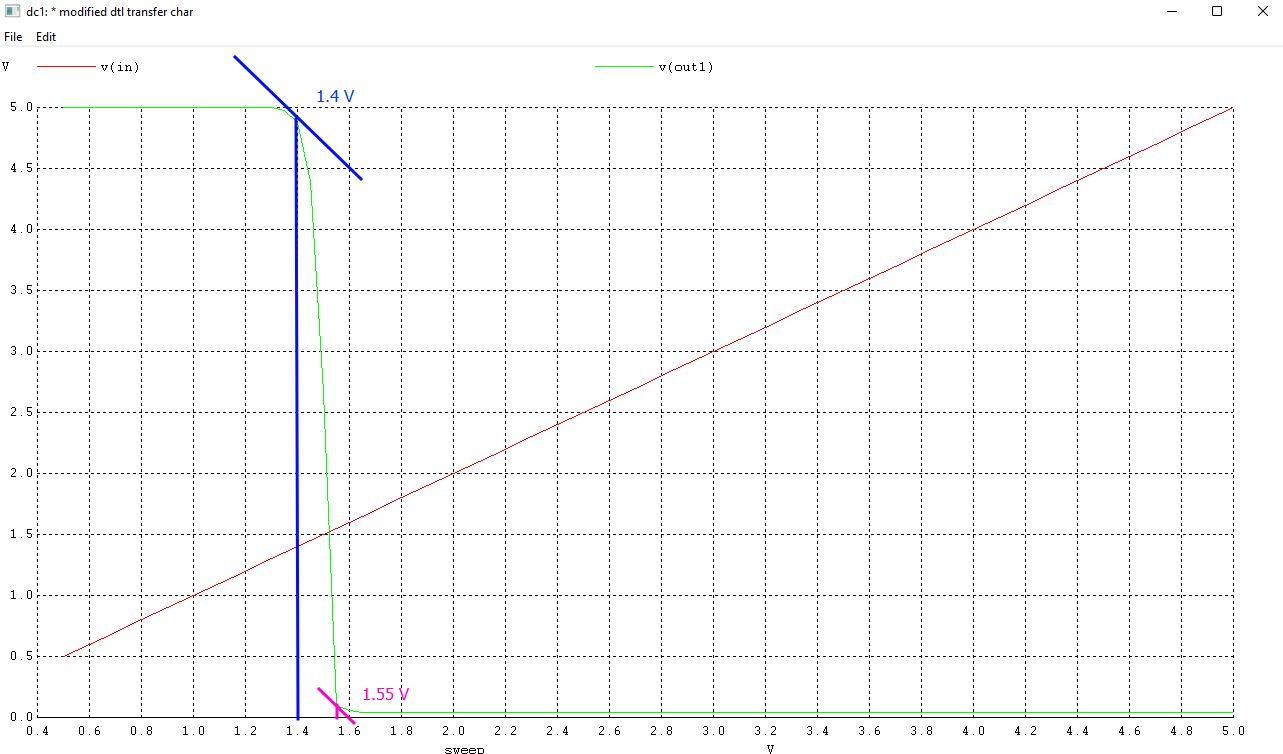 dc1: * modified dtl transfer char
File Edit
V v(in) v(out1)
1.4 V
5.0
4.5
4.0
3.5
3.0
2.5
2.0
1.5
1.0
0.5
1.55 V
0.0
0.4 0.6 0.8 1.0 1.2 1.4 1.6 1.8 2.0 2.2 2.4 2.6 2.8 3.0 3.2 3.4 3.6 3.8 4.0 4.2 4.4 4.6 4.8 5.0
sweep V